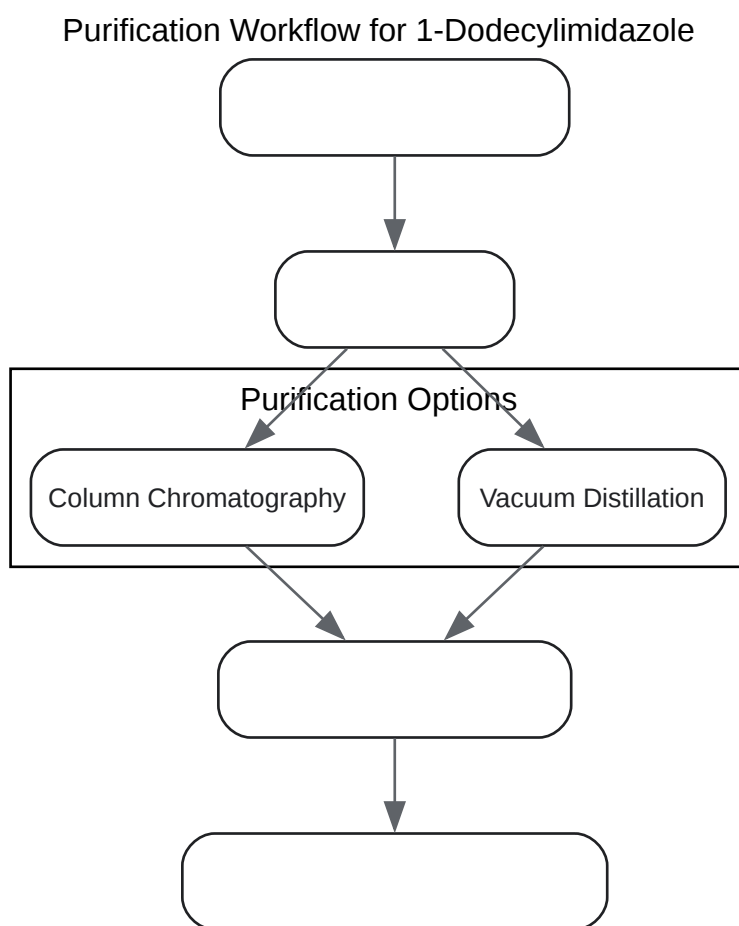 Purification Workflow for 1-Dodecylimidazole
Purification Options
Column Chromatography
Vacuum Distillation